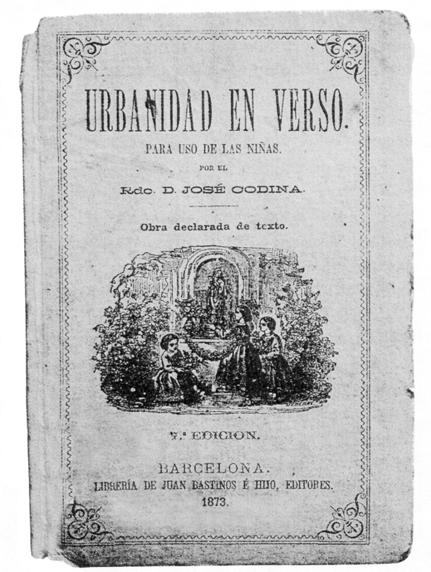 URBANIDAD EN VERSO.
PARA USO DE LAS NIÑAS.
POR EL
Rdo. D. JOSÉ CODINA.
Obra declarada de texto.
7.ª EDICION.
BARCELONA.
LIBRERÍA DE JUAN BASTINOS É HIJO, EDITORES.
1873.